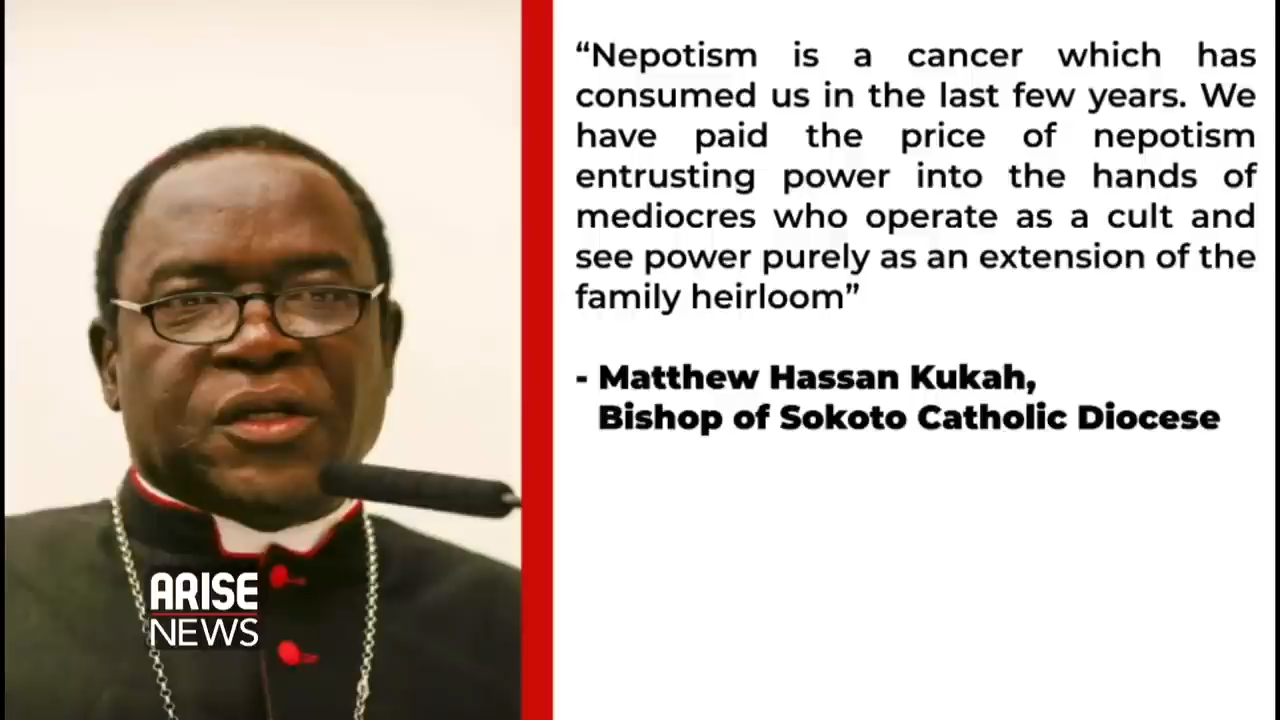 “Nepotism is a cancer which has
consumed us in the last few years. We
have paid the price of nepotism
entrusting power into the hands of
mediocres who operate as a cult and
see power purely as an extension of the
family heirloom”
- Matthew Hassan Kukah,
Bishop of Sokoto Catholic Diocese
ARISE
NEWS